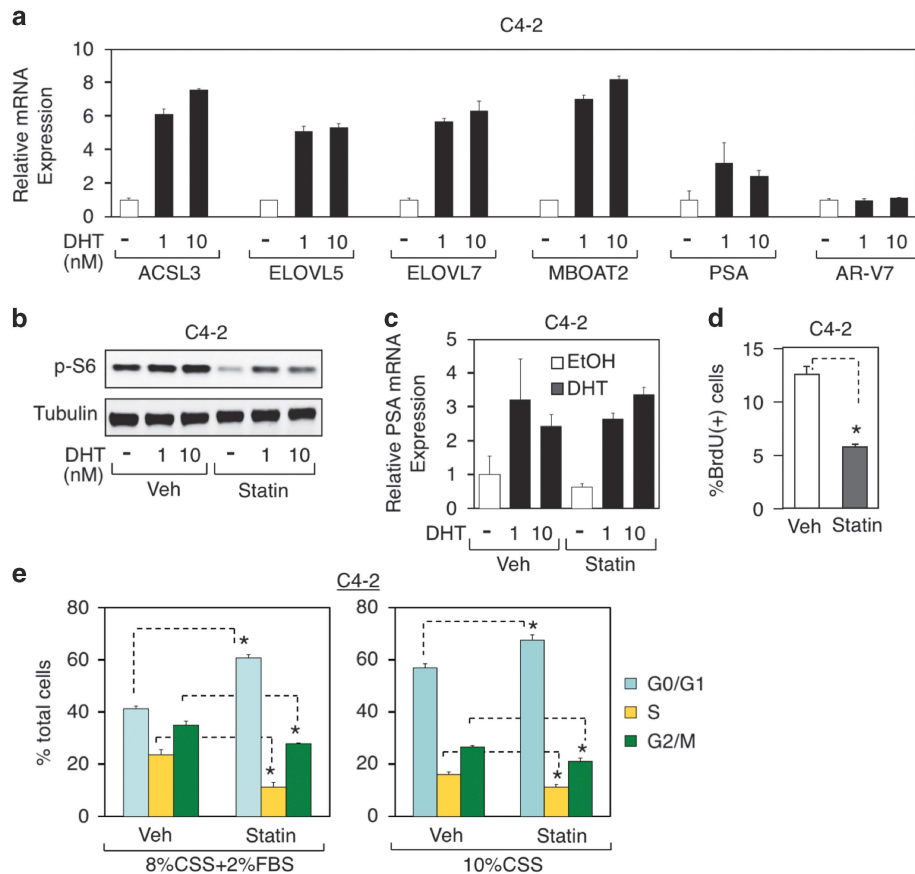 a
C4-2
Relative mRNA
Expression
10
8
6
4
2
0
DHT - 1 10 - 1 10 - 1 10 - 1 10 - 1 10 - 1 10
(nM)
ACSL3 ELOVL5 ELOVL7 MBOAT2 PSA AR-V7
b
C4-2
p-S6
Tubulin
DHT - 1 10 - 1 10
(nM)
Veh Statin
c
C4-2
Relative PSA mRNA
Expression
5
4
3
2
1
0
EtOH
DHT
DHT - 1 10 - 1 10
Veh Statin
d
C4-2
%BrdU(+) cells
15
10
5
0
*
Veh Statin
e
C4-2
% total cells
80
60
40
20
0
* * *
Veh Statin
8%CSS+2%FBS
80
60
40
20
0
* * *
Veh Statin
10%CSS
G0/G1
S
G2/M